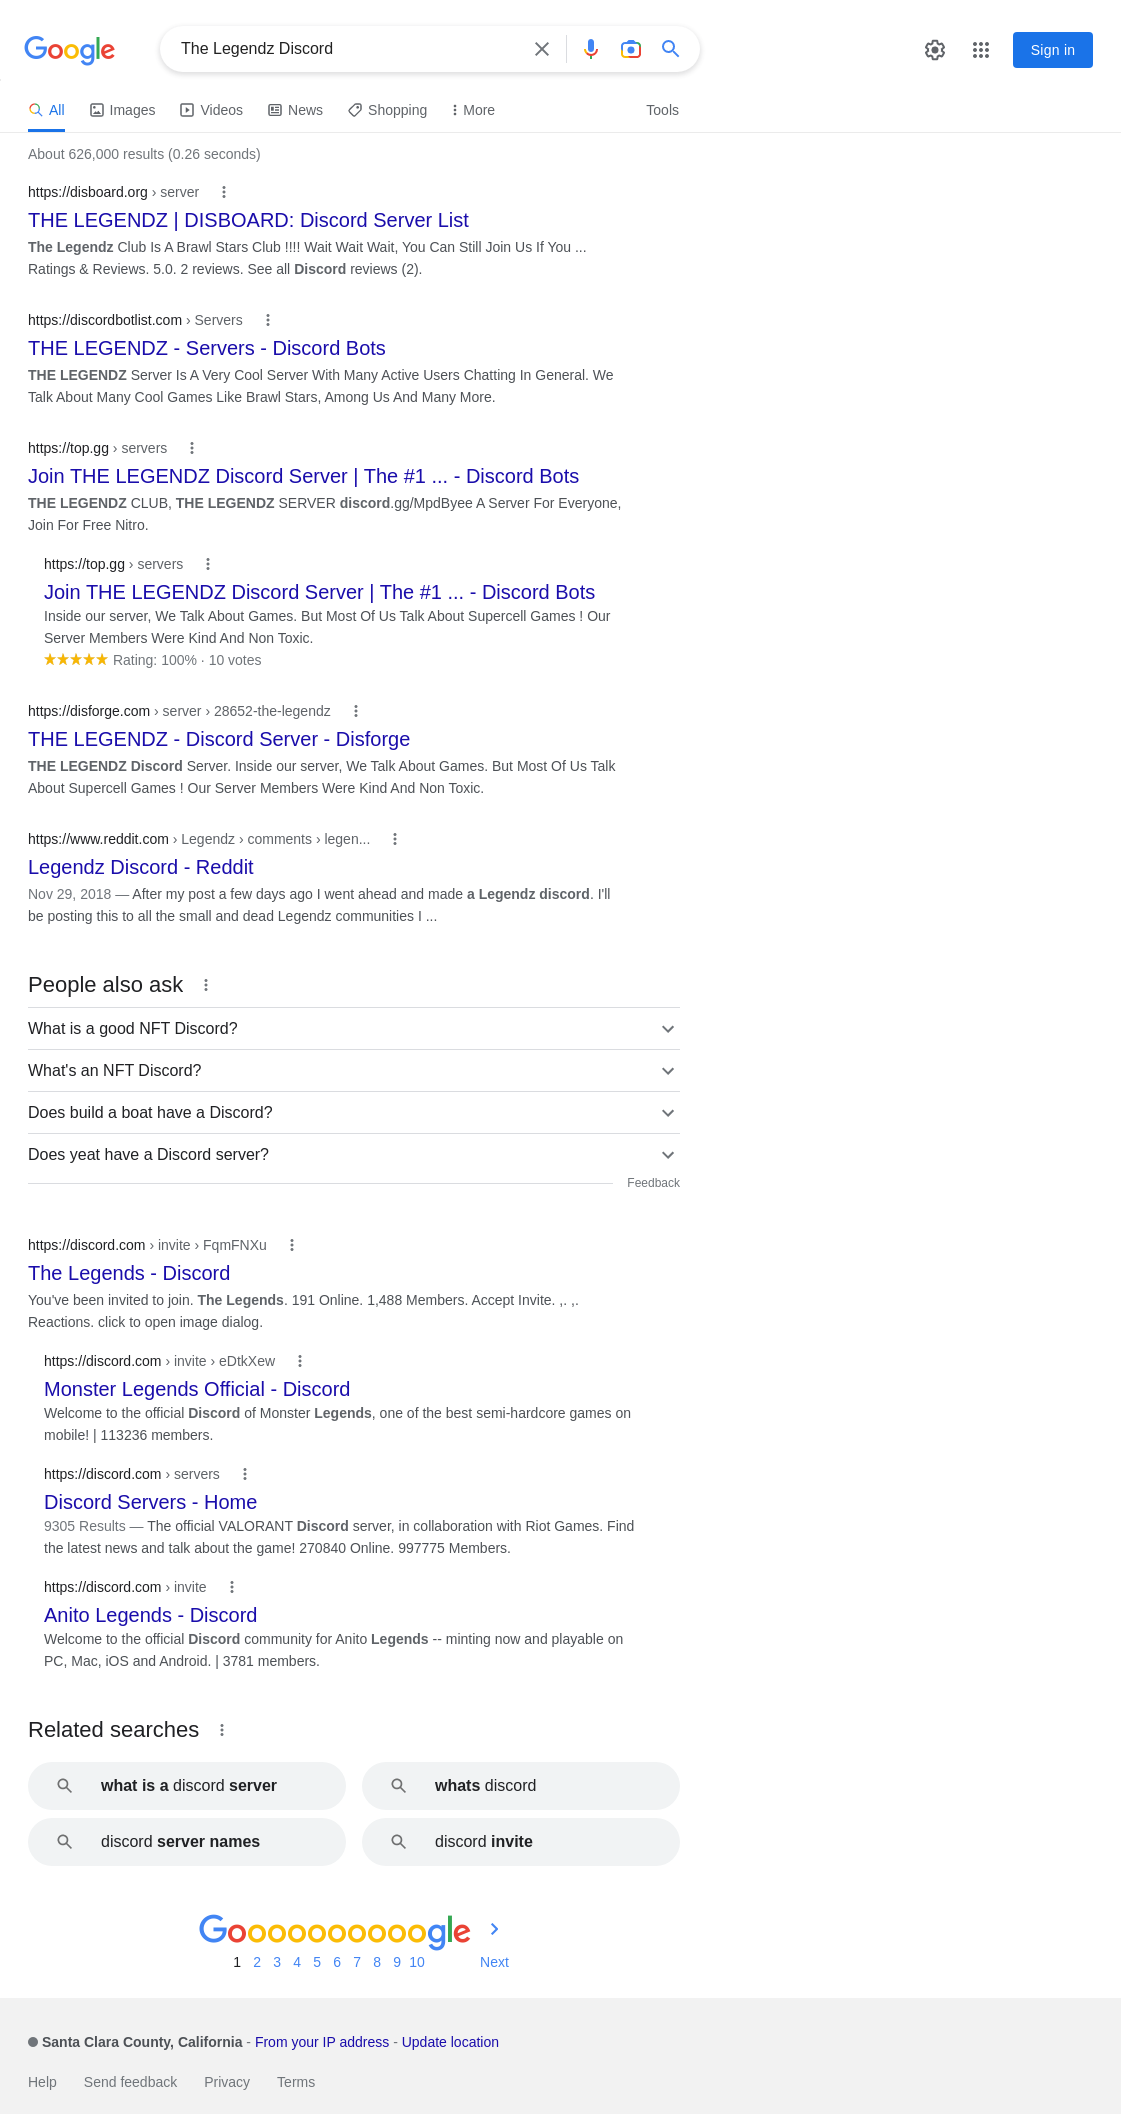 Google
The Legendz Discord
Sign in
All Images Videos News Shopping More Tools
About 626,000 results (0.26 seconds)
https://disboard.org › server
THE LEGENDZ | DISBOARD: Discord Server List
The Legendz Club Is A Brawl Stars Club !!!! Wait Wait Wait, You Can Still Join Us If You ...
Ratings & Reviews. 5.0. 2 reviews. See all Discord reviews (2).
https://discordbotlist.com › Servers
THE LEGENDZ - Servers - Discord Bots
THE LEGENDZ Server Is A Very Cool Server With Many Active Users Chatting In General. We
Talk About Many Cool Games Like Brawl Stars, Among Us And Many More.
https://top.gg › servers
Join THE LEGENDZ Discord Server | The #1 ... - Discord Bots
THE LEGENDZ CLUB, THE LEGENDZ SERVER discord.gg/MpdByee A Server For Everyone,
Join For Free Nitro.
https://top.gg › servers
Join THE LEGENDZ Discord Server | The #1 ... - Discord Bots
Inside our server, We Talk About Games. But Most Of Us Talk About Supercell Games ! Our
Server Members Were Kind And Non Toxic.
Rating: 100% · 10 votes
https://disforge.com › server › 28652-the-legendz
THE LEGENDZ - Discord Server - Disforge
THE LEGENDZ Discord Server. Inside our server, We Talk About Games. But Most Of Us Talk
About Supercell Games ! Our Server Members Were Kind And Non Toxic.
https://www.reddit.com › Legendz › comments › legen...
Legendz Discord - Reddit
Nov 29, 2018 — After my post a few days ago I went ahead and made a Legendz discord. I'll
be posting this to all the small and dead Legendz communities I ...
People also ask
What is a good NFT Discord?
What's an NFT Discord?
Does build a boat have a Discord?
Does yeat have a Discord server?
Feedback
https://discord.com › invite › FqmFNXu
The Legends - Discord
You've been invited to join. The Legends. 191 Online. 1,488 Members. Accept Invite. ,. ,.
Reactions. click to open image dialog.
https://discord.com › invite › eDtkXew
Monster Legends Official - Discord
Welcome to the official Discord of Monster Legends, one of the best semi-hardcore games on
mobile! | 113236 members.
https://discord.com › servers
Discord Servers - Home
9305 Results — The official VALORANT Discord server, in collaboration with Riot Games. Find
the latest news and talk about the game! 270840 Online. 997775 Members.
https://discord.com › invite
Anito Legends - Discord
Welcome to the official Discord community for Anito Legends -- minting now and playable on
PC, Mac, iOS and Android. | 3781 members.
Related searches
what is a discord server
whats discord
discord server names
discord invite
Goooooooooogle
1 2 3 4 5 6 7 8 9 10 Next
Santa Clara County, California - From your IP address - Update location
Help Send feedback Privacy Terms